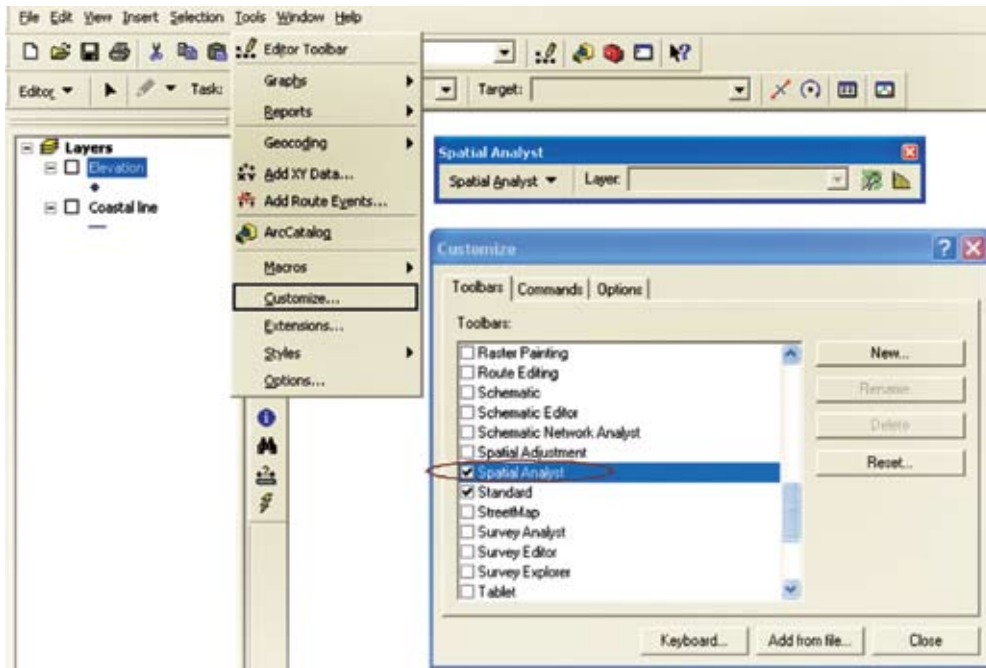 File Edit View Insert Selection Tools Window Help
Editor Toolbar
Editor
Task:
Target:
Graphs
Reports
Geocoding
Add XY Data...
Add Route Events...
ArcCatalog
Macros
Customize...
Extensions...
Styles
Options...
Layers
Elevation
Coastal line
Spatial Analyst
Spatial Analyst
Layer:
Customize
Toolbars Commands Options
Toolbars:
Raster Painting
Route Editing
Schematic
Schematic Editor
Schematic Network Analyst
Spatial Adjustment
Spatial Analyst
Standard
StreetMap
Survey Analyst
Survey Editor
Survey Explorer
Tablet
New...
Rename...
Delete
Reset...
Keyboard... Add from file... Close